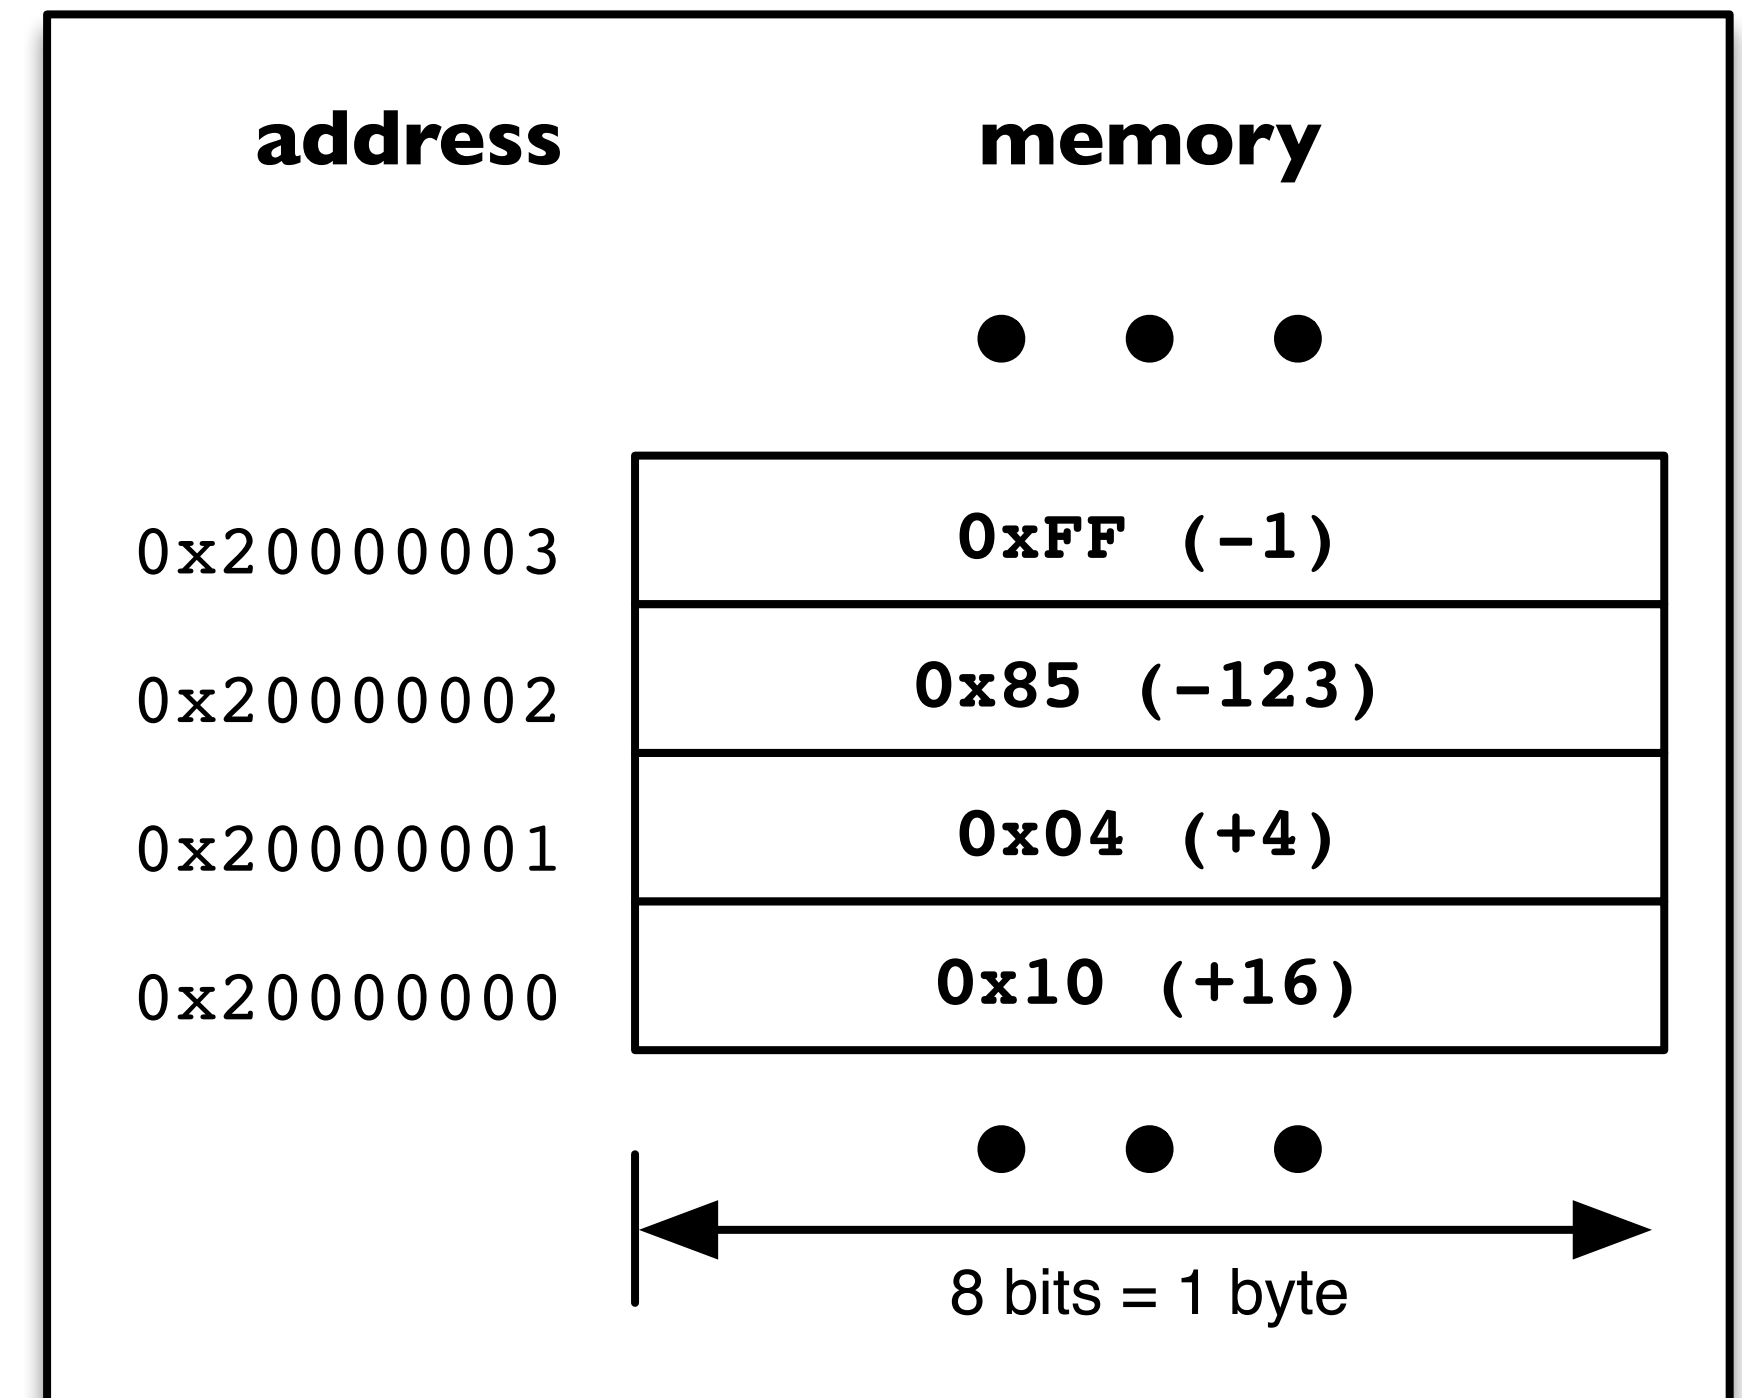 address memory
0x20000003 0xFF (-1)
0x20000002 0x85 (-123)
0x20000001 0x04 (+4)
0x20000000 0x10 (+16)
8 bits = 1 byte